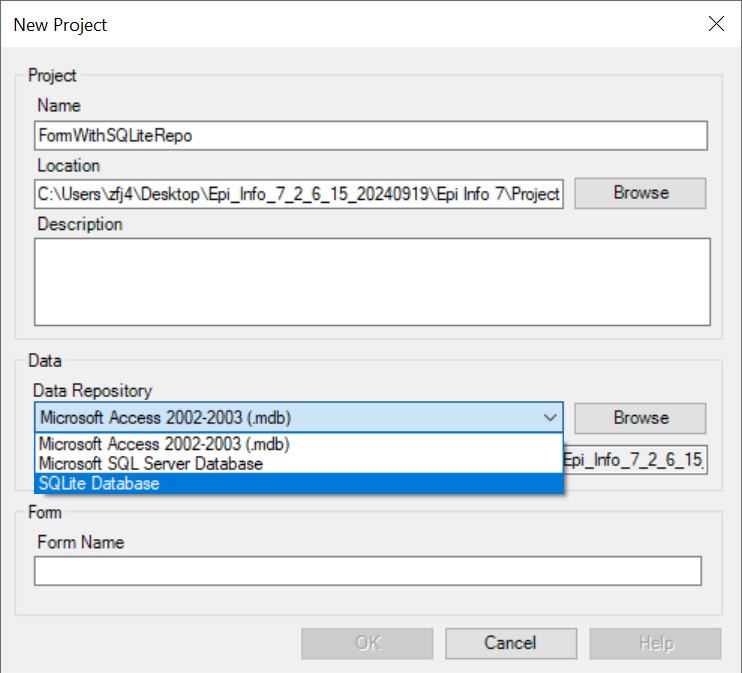 New Project
Project
Name
FormWithSQLiteRepo
Location
C:\Users\zfj4\Desktop\Epi_Info_7_2_6_15_20240919\Epi Info 7\Project
Browse
Description
Data
Data Repository
Microsoft Access 2002-2003 (.mdb)
Browse
Microsoft Access 2002-2003 (.mdb)
Microsoft SQL Server Database
Epi_Info_7_2_6_15
SQLite Database
Form
Form Name
OK
Cancel
Help